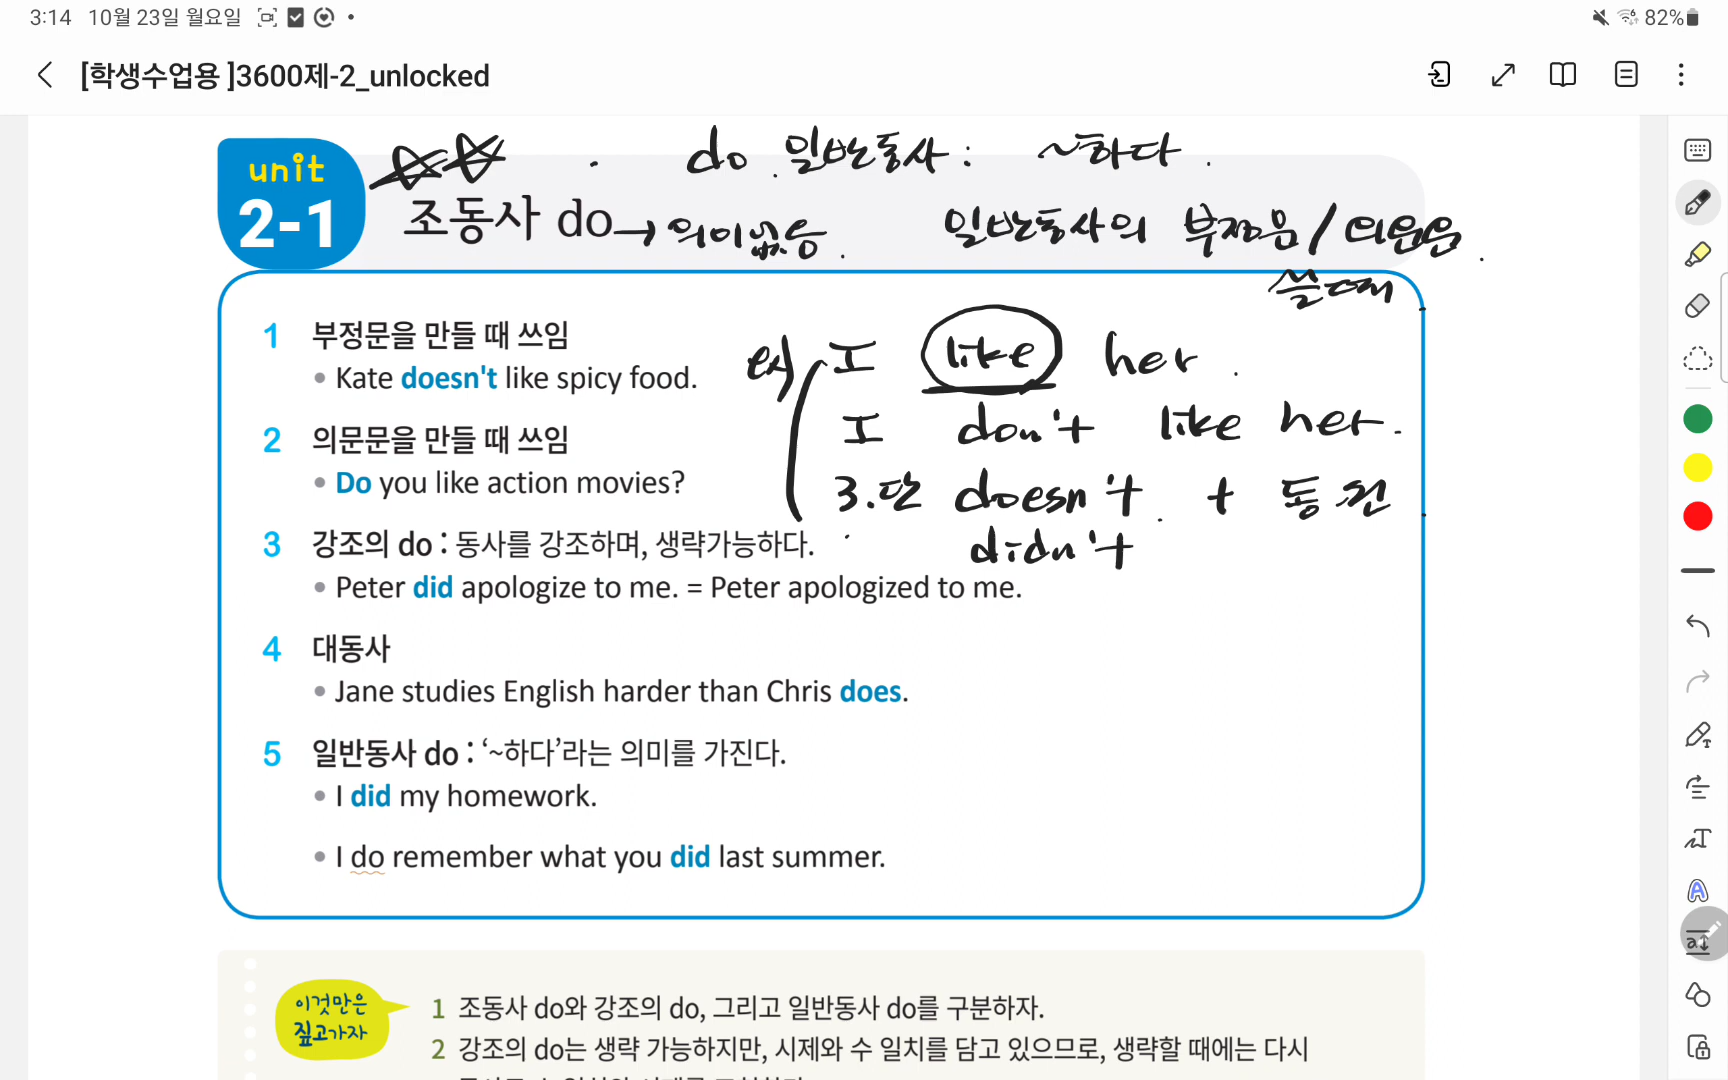 3:14 10월 23일 월요일
82%
[학생수업용 ]3600제-2_unlocked
do 일반동사 : ~하다.
unit
2-1
조동사 do → 의미없음. 일반동사의 부정문 / 의문문
쓸때.
1 부정문을 만들 때 쓰임
• Kate doesn't like spicy food.
예) I like her.
I don't like her.
2 의문문을 만들 때 쓰임
• Do you like action movies?
3.단 doesn't + 동원
didn't
3 강조의 do : 동사를 강조하며, 생략가능하다.
• Peter did apologize to me. = Peter apologized to me.
4 대동사
• Jane studies English harder than Chris does.
5 일반동사 do : ‘~하다’라는 의미를 가진다.
• I did my homework.
• I do remember what you did last summer.
이것만은
짚고가자
1 조동사 do와 강조의 do, 그리고 일반동사 do를 구분하자.
2 강조의 do는 생략 가능하지만, 시제와 수 일치를 담고 있으므로, 생략할 때에는 다시